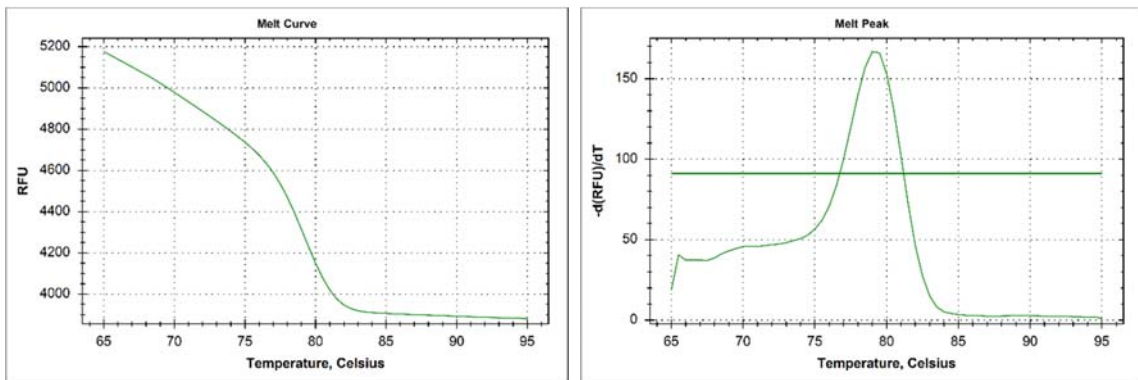 Melt Curve
5200
5000
4800
4600
4400
4200
4000
RFU
65 70 75 80 85 90 95
Temperature, Celsius
Melt Peak
150
100
50
0
-d(RFU)/dT
65 70 75 80 85 90 95
Temperature, Celsius